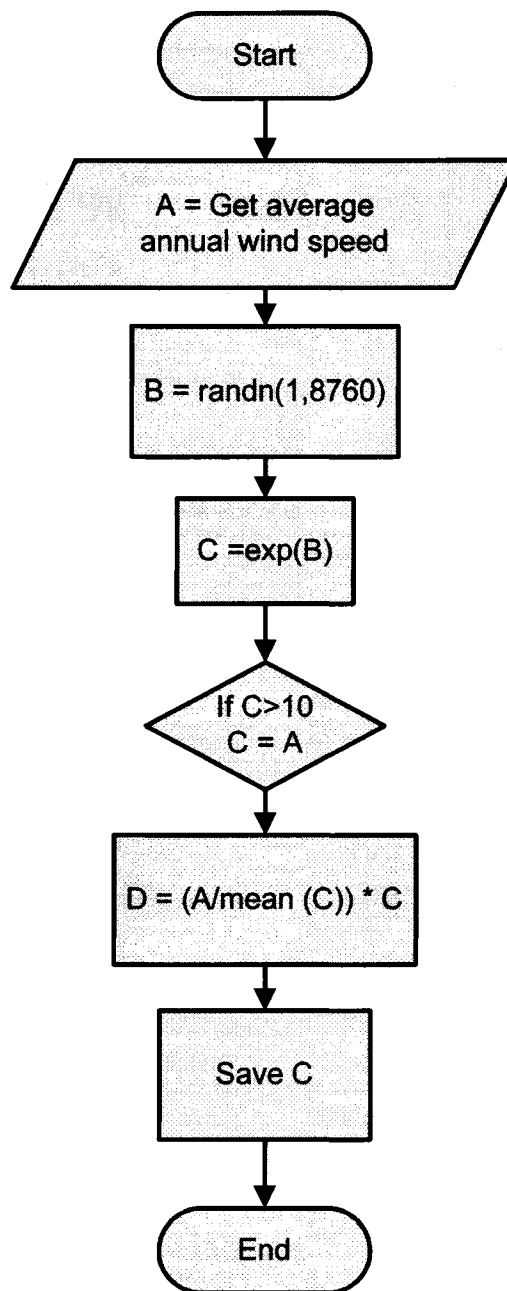 Start
A = Get average
annual wind speed
B = randn(1,8760)
C =exp(B)
If C>10
C = A
D = (A/mean (C)) * C
Save C
End